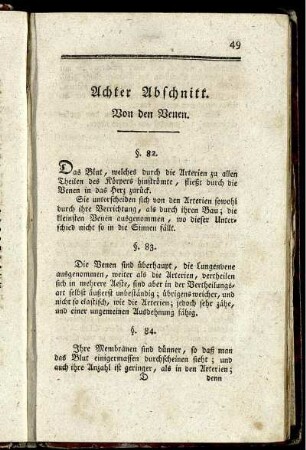 49
Achter Abschnitt.
Von den Venen.
§. 82.
Das Blut, welches durch die Arterien zu allen
Theilen des Körpers hinströmte, fließt durch die
Venen in das Herz zurück.
Sie unterscheiden sich von den Arterien sowohl
durch ihre Verrichtung, als durch ihren Bau; die
kleinsten Venen ausgenommen, wo dieser Unter-
schied nicht so in die Sinnen fällt.
§. 83.
Die Venen sind überhaupt, die Lungenvene
ausgenommen, weiter als die Arterien, vertheilen
sich in mehrere Aeste, sind aber in der Vertheilungs-
art selbst äußerst unbeständig; übrigens weicher, und
nicht so elastisch, wie die Arterien; jedoch sehr zähe,
und einer ungemeinen Ausdehnung fähig.
§. 84.
Ihre Membranen sind dünner, so daß man
das Blut einigermassen durchscheinen sieht; und
auch ihre Anzahl ist geringer, als in den Arterien;
D denn